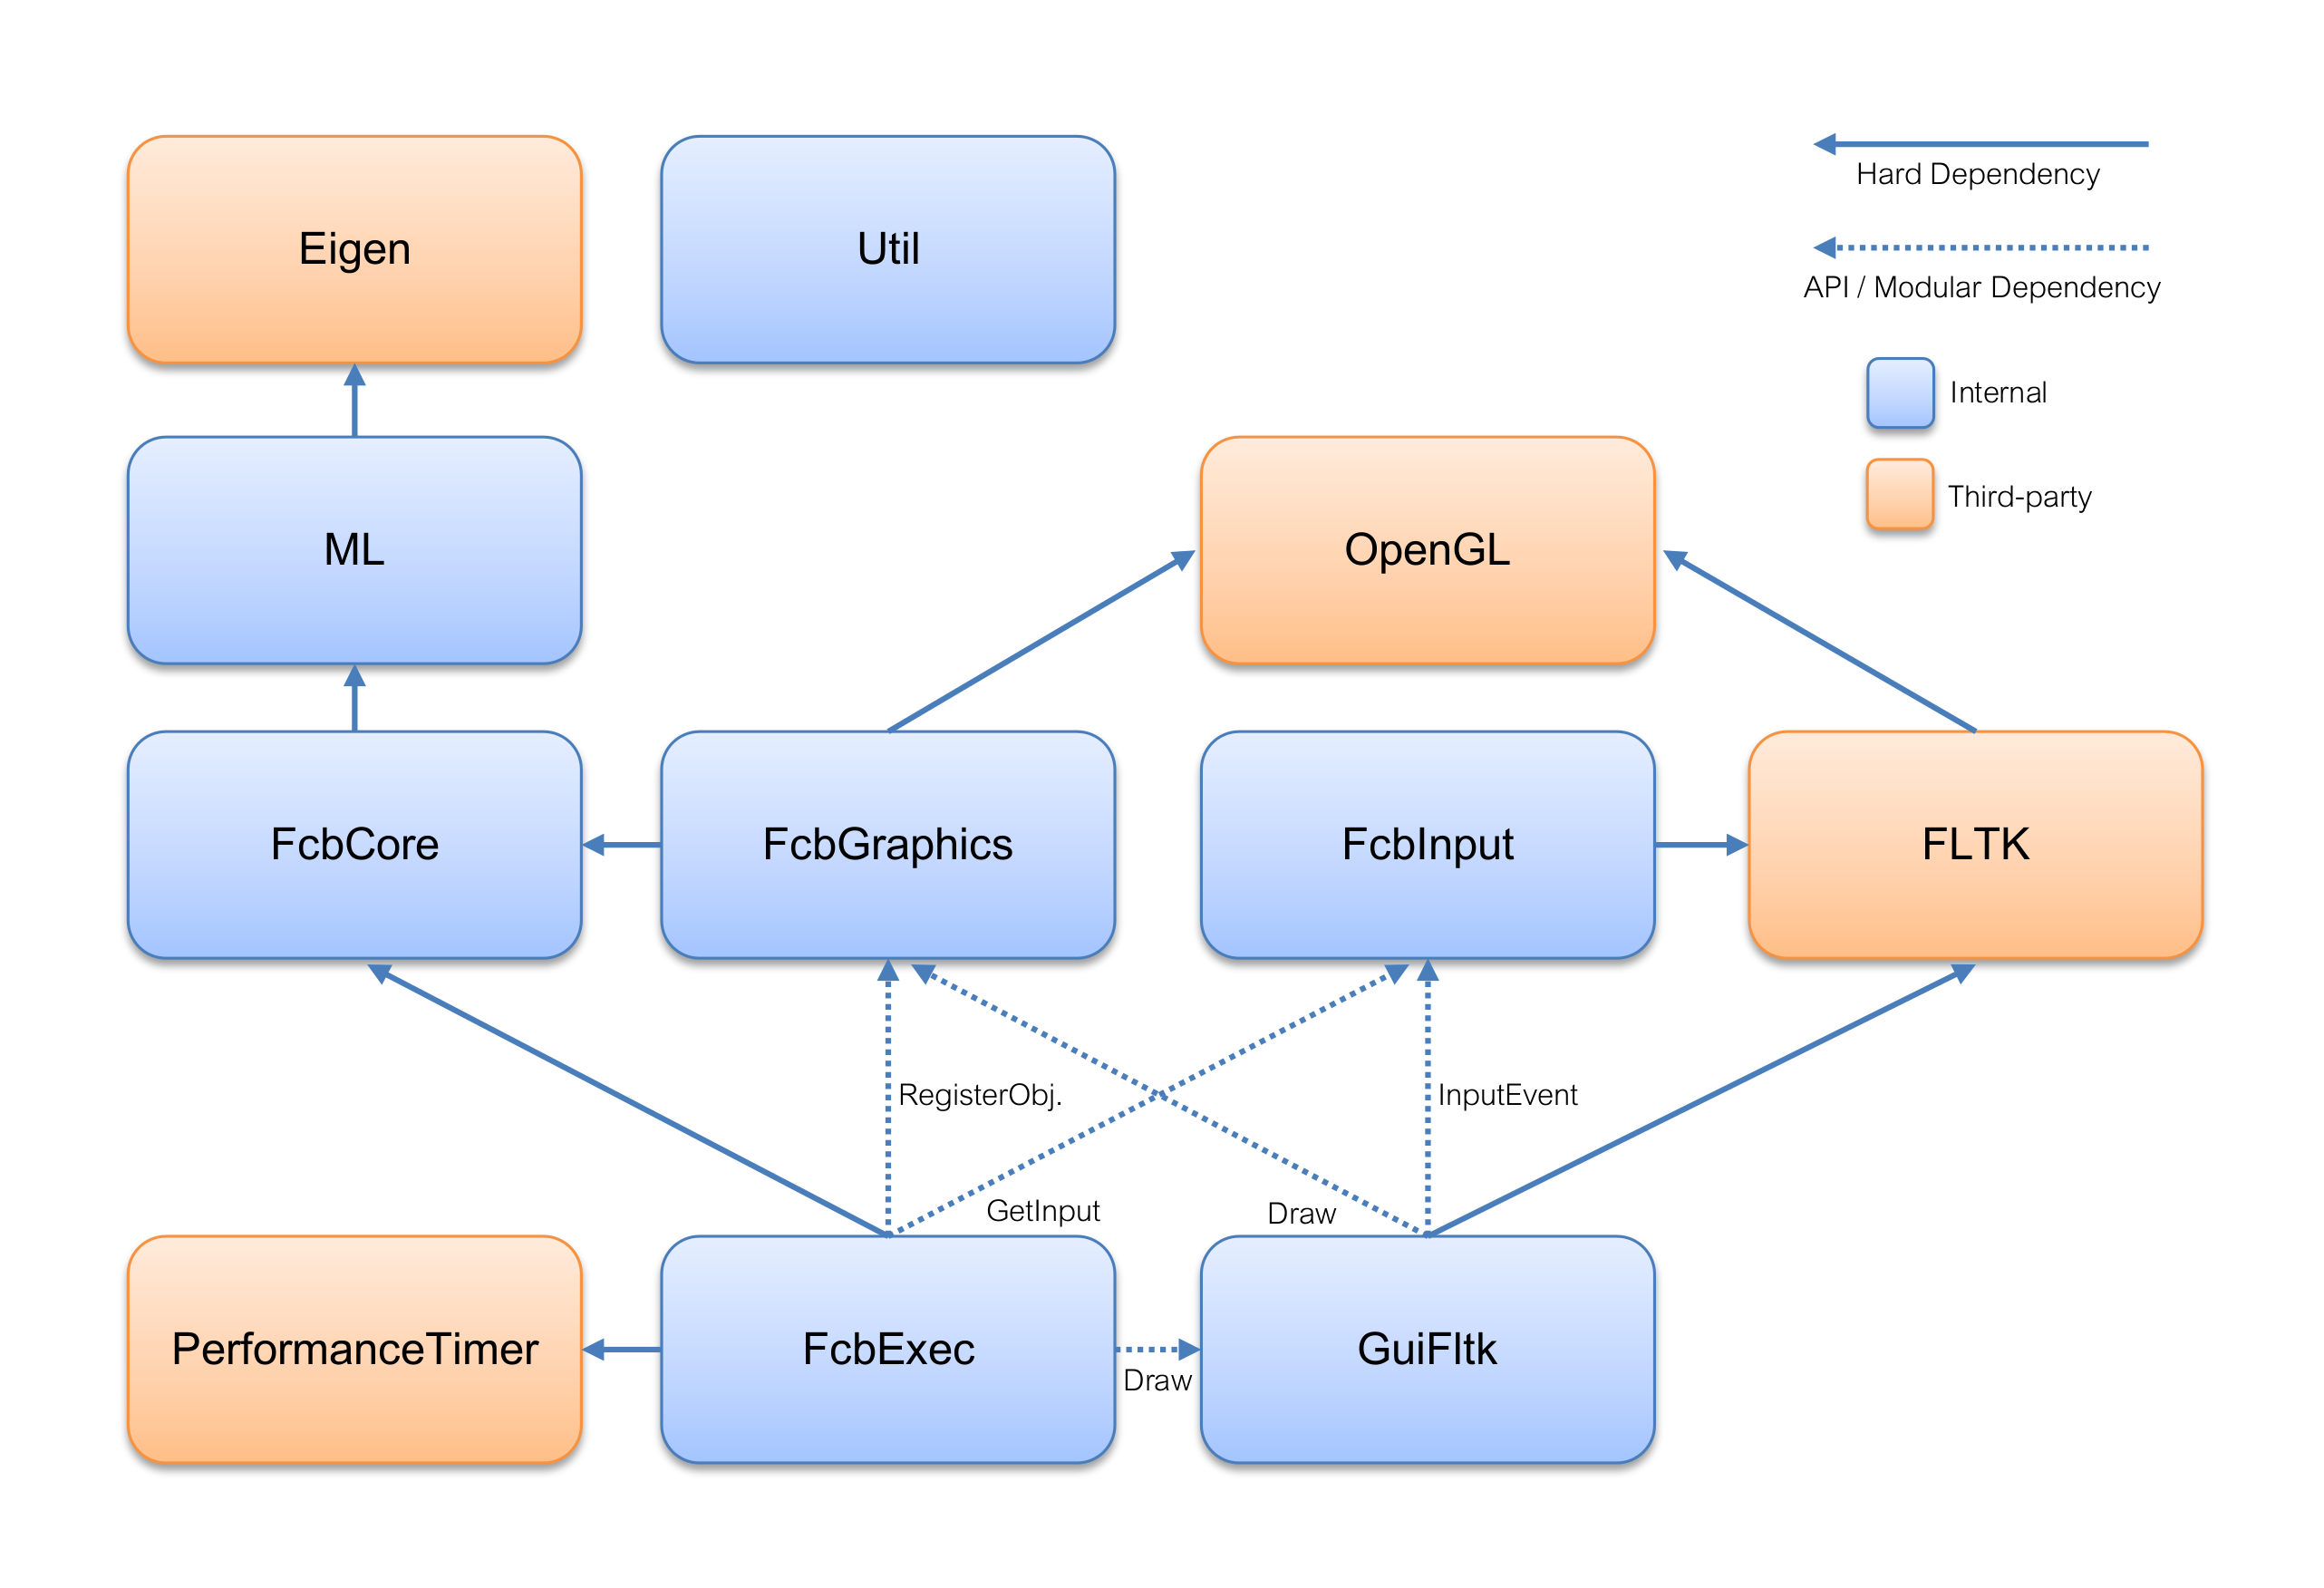 Eigen
Util
Hard Dependency
API / Modular Dependency
Internal
Third-party
ML
OpenGL
FcbCore
FcbGraphics
FcbInput
FLTK
RegisterObj.
InputEvent
GetInput
Draw
PerformanceTimer
FcbExec
Draw
GuiFltk